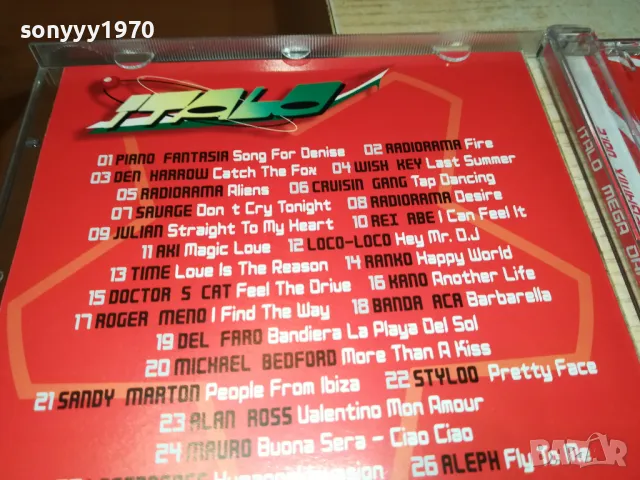 sonyyy1970
ITALO
01 PIANO FANTASIA Song For Denise 02 RADIORAMA Fire
03 DEN HARROW Catch The Fox 04 WISH KEY Last Summer
05 RADIORAMA Aliens 06 CRUISIN GANG Tap Dancing
07 SAVAGE Don t Cry Tonight 08 RADIORAMA Desire
09 JULIAN Straight To My Heart 10 REX ABE I Can Feel It
11 AKI Magic Love 12 LOCO-LOCO Hey Mr. D.J
13 TIME Love Is The Reason 14 RANKO Happy World
15 DOCTOR S CAT Feel The Drive 16 KANO Another Life
17 ROGER MENO I Find The Way 18 BANDA ACA Barbarella
19 DEL FARO Bandiera La Playa Del Sol
20 MICHAEL BEDFORD More Than A Kiss
21 SANDY MARTON People From Ibiza 22 STYLOO Pretty Face
23 ALAN ROSS Valentino Mon Amour
24 MAURO Buona Sera - Ciao Ciao
26 ALEPH Fly To Me
ITALO MEGA
BAZAR
bg